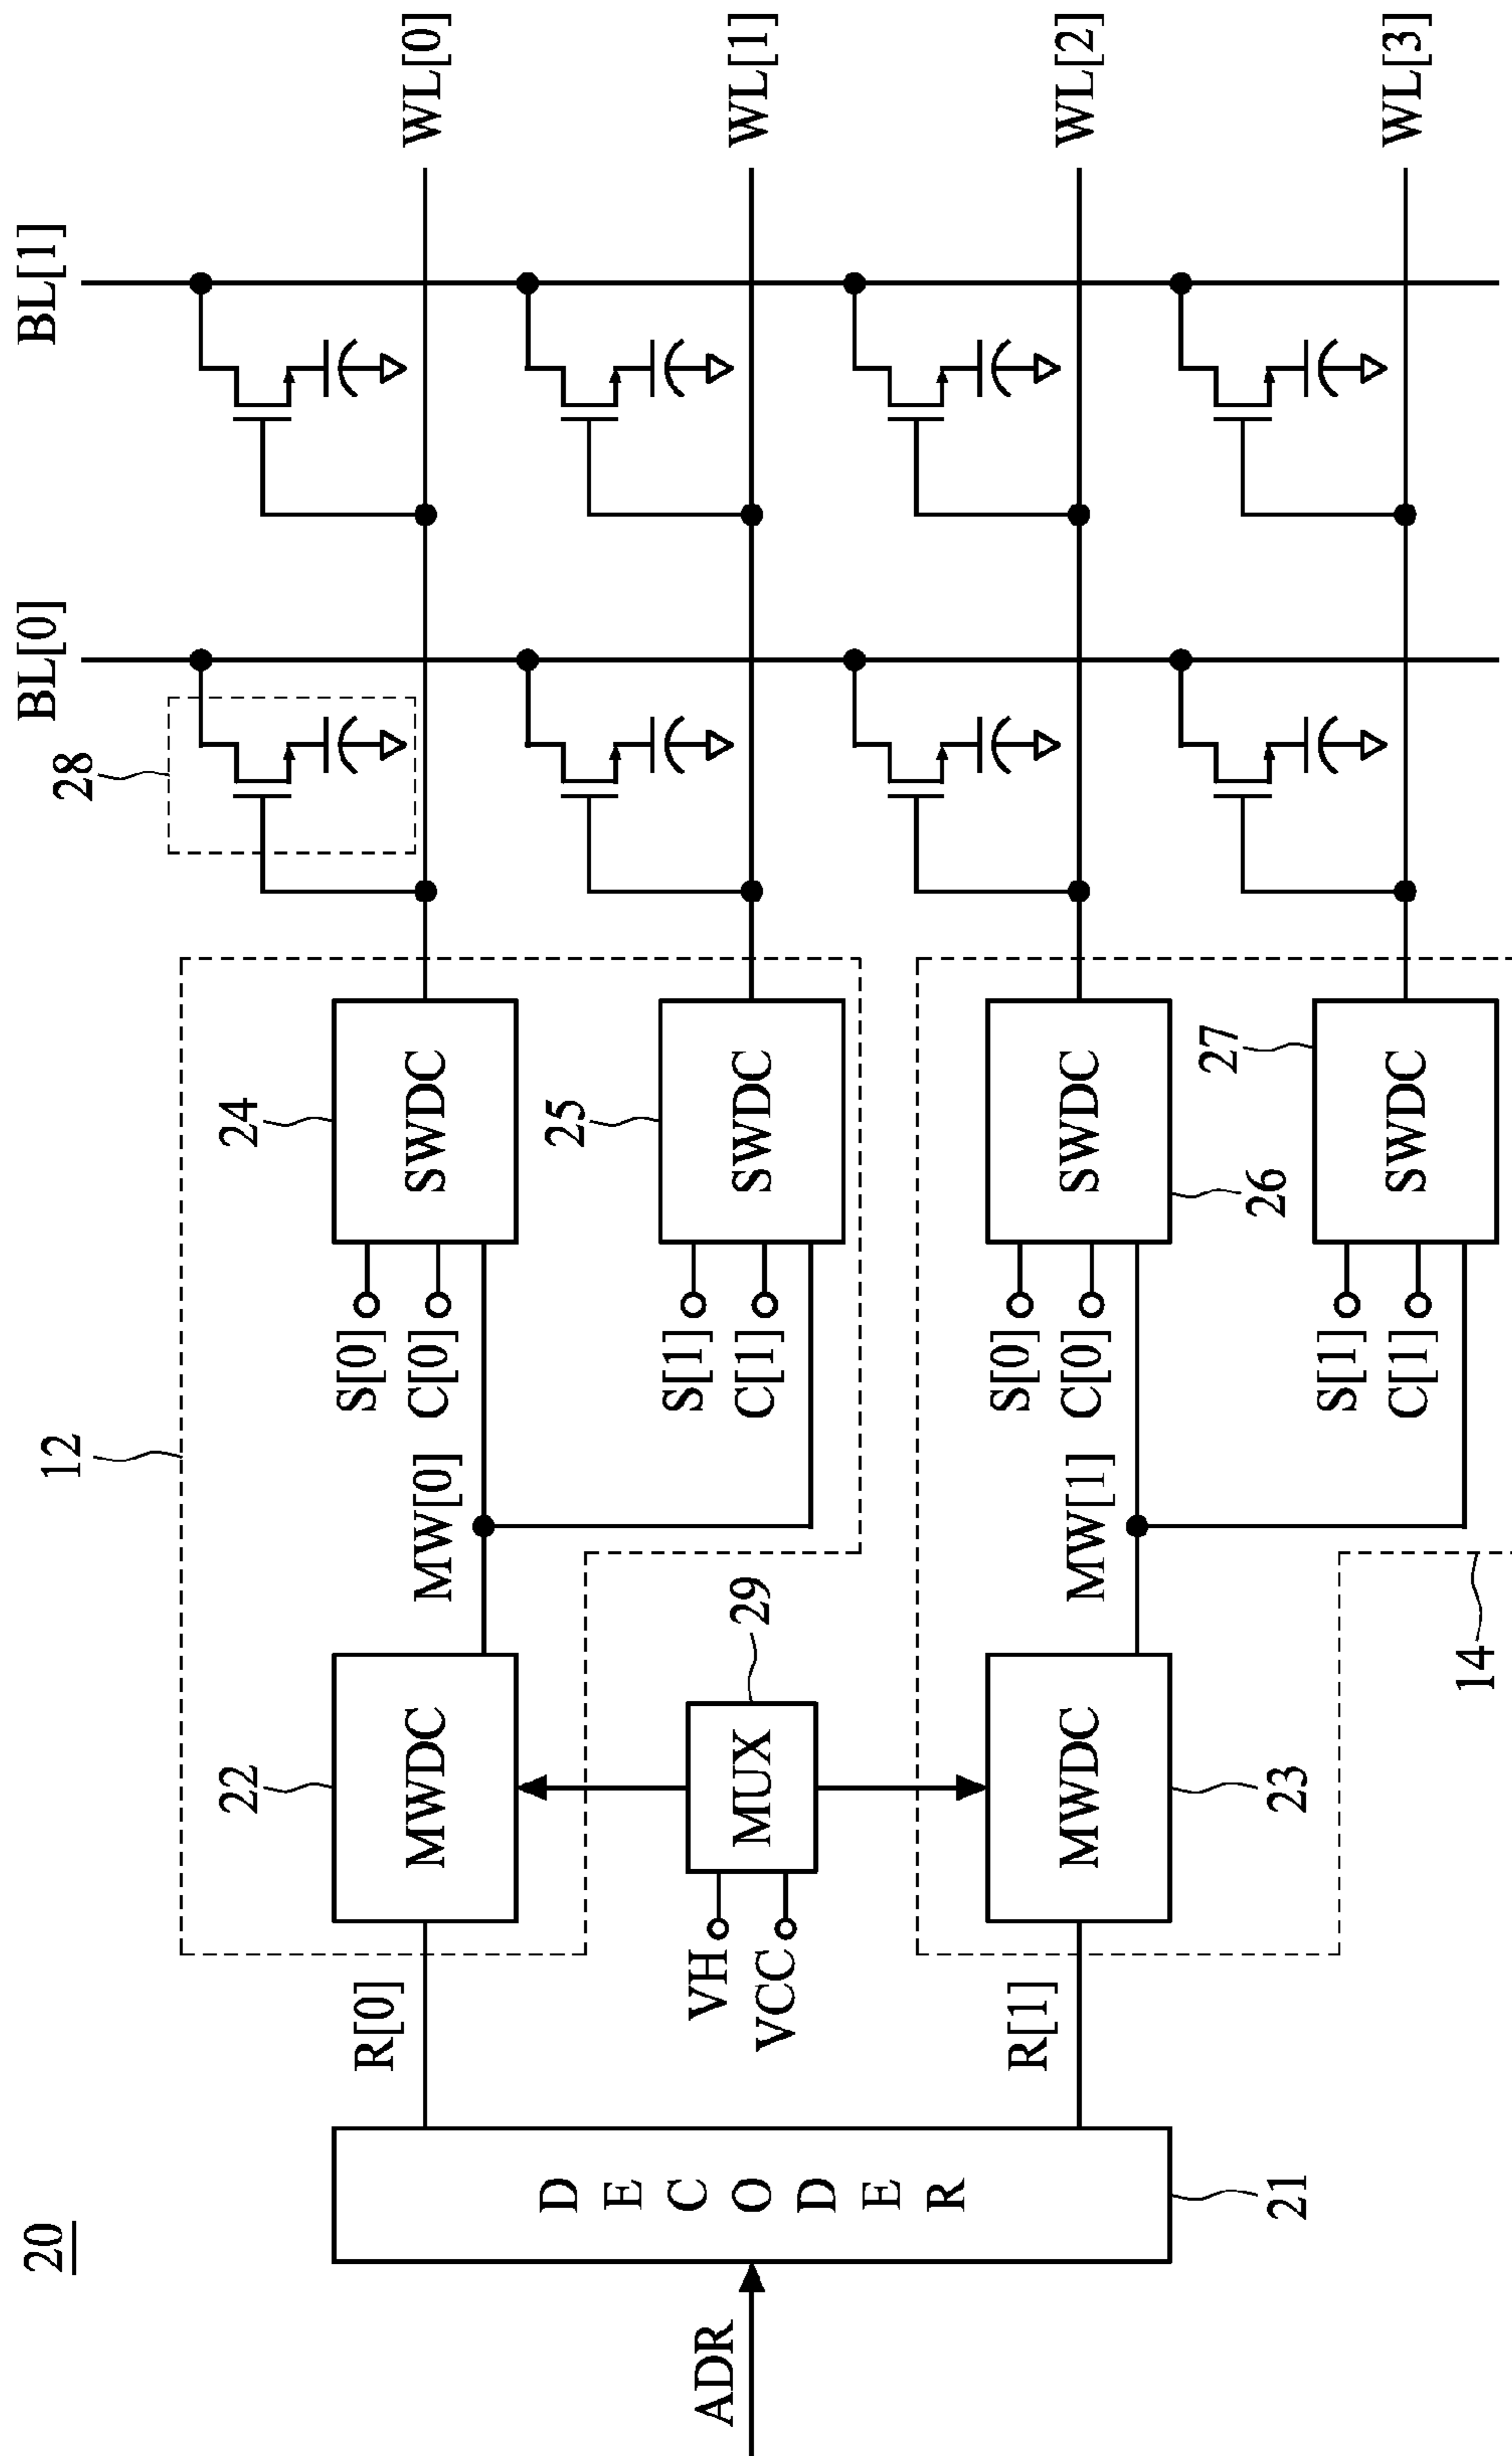 20
ADR
DECODER
21
R[0]
R[1]
12
22
MWDC
MW[0]
S[0]
C[0]
24
SWDC
WL[0]
S[1]
C[1]
25
SWDC
WL[1]
VH
VCC
MUX
29
23
MWDC
MW[1]
S[0]
C[0]
26
SWDC
WL[2]
S[1]
C[1]
27
SWDC
WL[3]
14
28
BL[0]
BL[1]